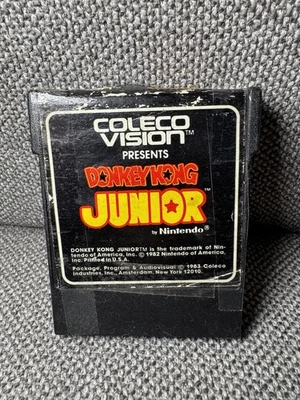 COLECO
VISION™
PRESENTS
DONKEY KONG
JUNIOR™
by Nintendo®
DONKEY KONG JUNIOR™ is the trademark of Nin-
tendo of America, Inc. © 1982 Nintendo of America,
Inc. Printed in U.S.A.
Package, Program & Audiovisual © 1983 Coleco
Industries, Inc., Amsterdam, New York 12010.